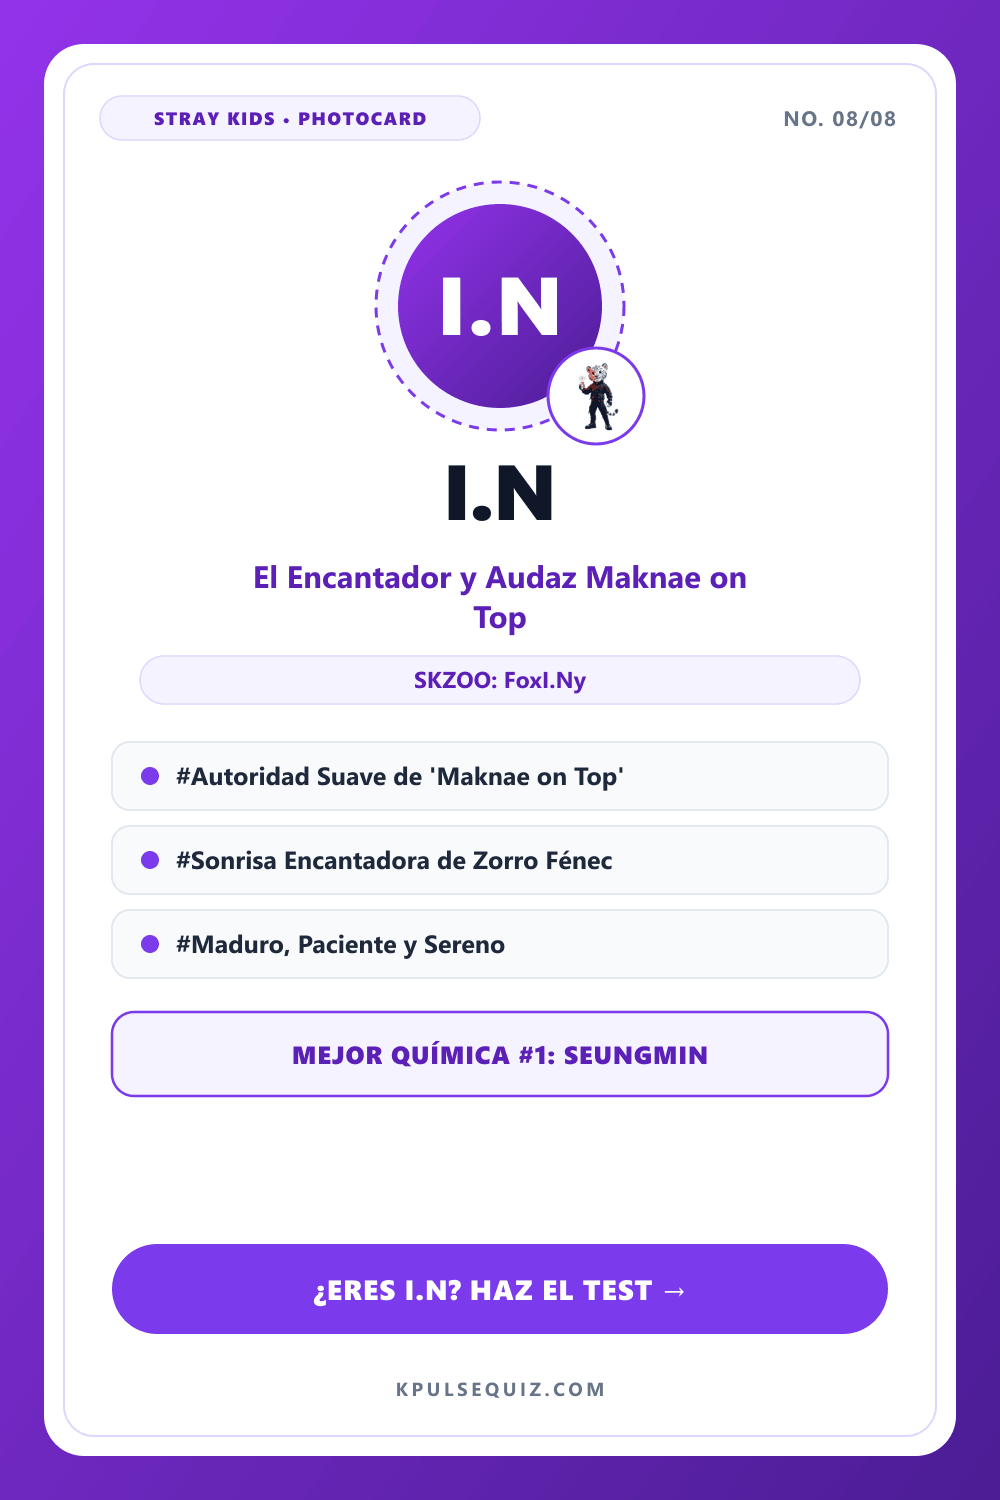 STRAY KIDS • PHOTOCARD
NO. 08/08
I.N
I.N
El Encantador y Audaz Maknae on
Top
SKZOO: FoxI.Ny
#Autoridad Suave de 'Maknae on Top'
#Sonrisa Encantadora de Zorro Fénec
#Maduro, Paciente y Sereno
MEJOR QUÍMICA #1: SEUNGMIN
¿ERES I.N? HAZ EL TEST →
KPULSEQUIZ.COM